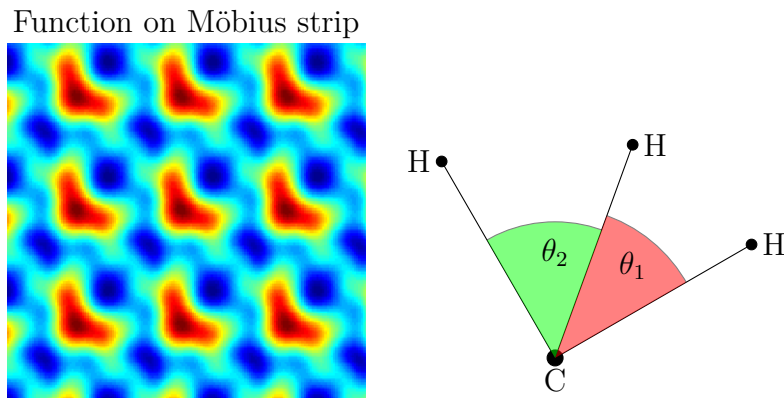 Function on Möbius strip
H
H
H
θ₂
θ₁
C